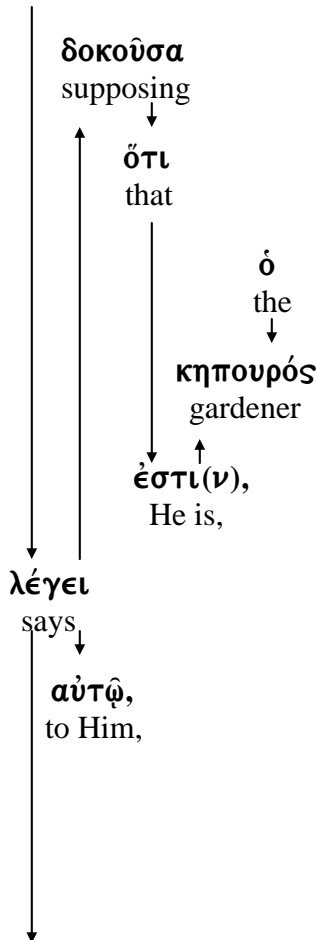 δοκοῦσα
supposing
ὅτι
that
ὁ
the
κηπουρός
gardener
ἐστι(ν),
He is,
λέγει
says
αὐτῷ,
to Him,